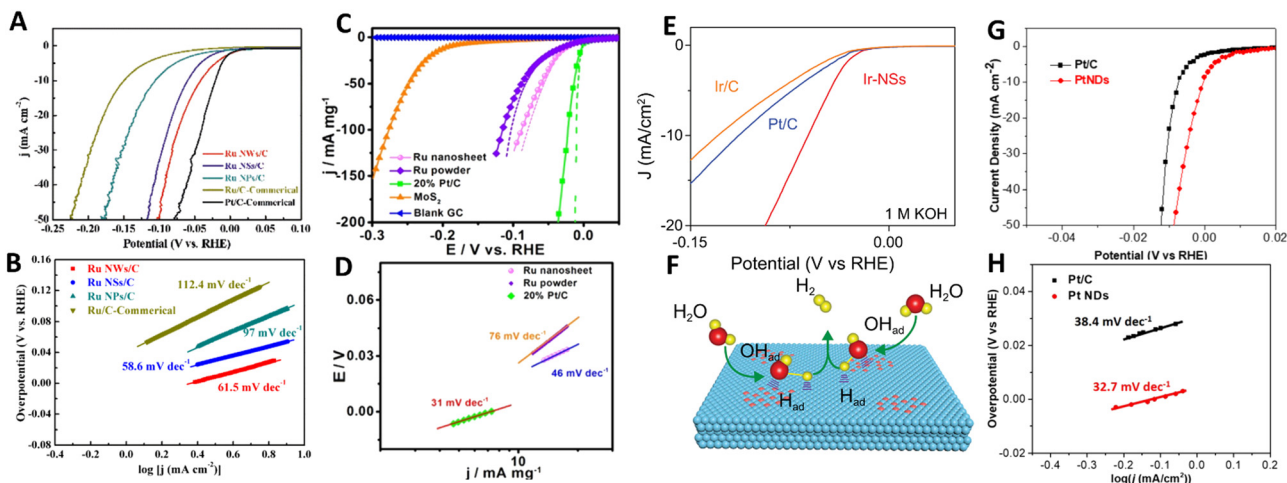 A
j (mA cm-2)
0
-10
-20
-30
-40
-50
Ru NWs/C
Ru NSs/C
Ru NPs/C
Ru/C-Commerical
Pt/C-Commerical
-0.25 -0.20 -0.15 -0.10 -0.05 0.00 0.05 0.10
Potential (V vs. RHE)
B
Overpotential (V vs. RHE)
0.16
0.12
0.08
0.04
0.00
-0.04
-0.08
Ru NWs/C
Ru NSs/C
Ru NPs/C
Ru/C-Commerical
112.4 mV dec-1
97 mV dec-1
58.6 mV dec-1
61.5 mV dec-1
-0.4 0.0 0.4 0.8 1.2
log [j (mA cm-2)]
C
j / mA mg-1
0
-50
-100
-150
-200
Ru nanosheet
Ru powder
20% Pt/C
MoS2
Blank GC
-0.3 -0.2 -0.1 0.0
E / V vs. RHE
D
E / V
0.06
0.03
0.00
Ru nanosheet
Ru powder
20% Pt/C
76 mV dec-1
46 mV dec-1
31 mV dec-1
10
j / mA mg-1
E
J (mA/cm2)
0
-10
-20
Ir/C
Pt/C
Ir-NSs
1 M KOH
-0.15 0.00
Potential (V vs RHE)
F
H2O
H2
H2O
OHad
OHad
Had
Had
G
Current Density (mA cm-2)
0
-10
-20
-30
-40
-50
Pt/C
PtNDs
-0.02 0.00 0.02
Potential (V vs RHE)
H
Overpotential (V vs RHE)
0.06
0.04
0.02
0.00
-0.02
Pt/C
Pt NDs
38.4 mV dec-1
32.7 mV dec-1
-0.4 -0.3 -0.2 -0.1 0.0 0.1 0.2
log(j (mA/cm2))